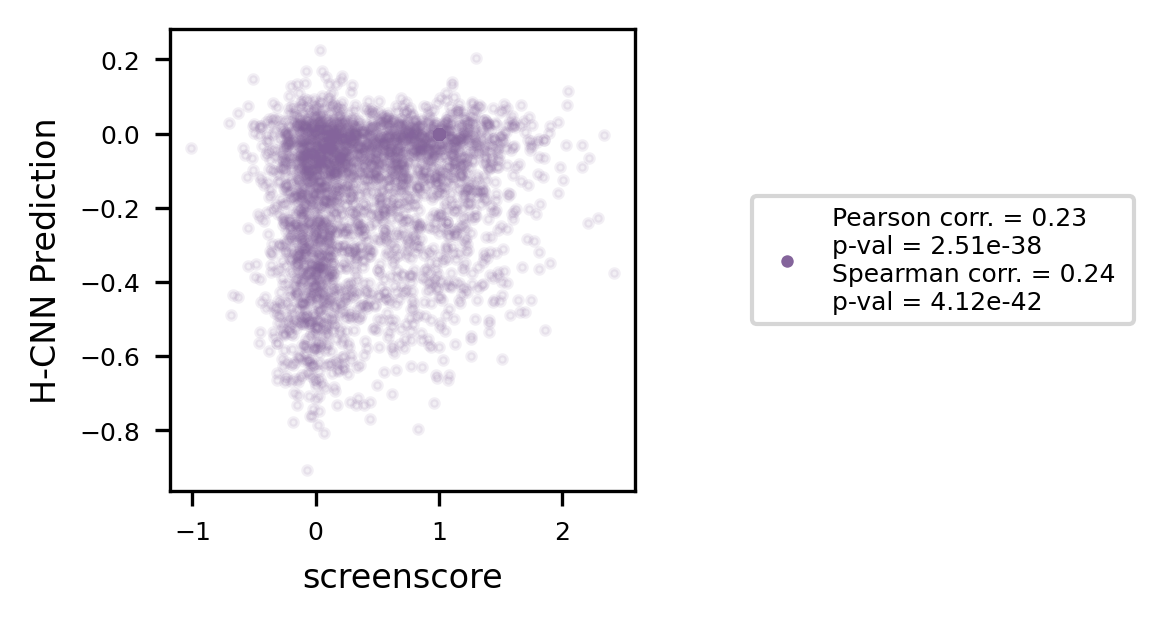 H-CNN Prediction
0.2
0.0
−0.2
−0.4
−0.6
−0.8
−1
0
1
2
screenscore
Pearson corr. = 0.23
p-val = 2.51e-38
Spearman corr. = 0.24
p-val = 4.12e-42